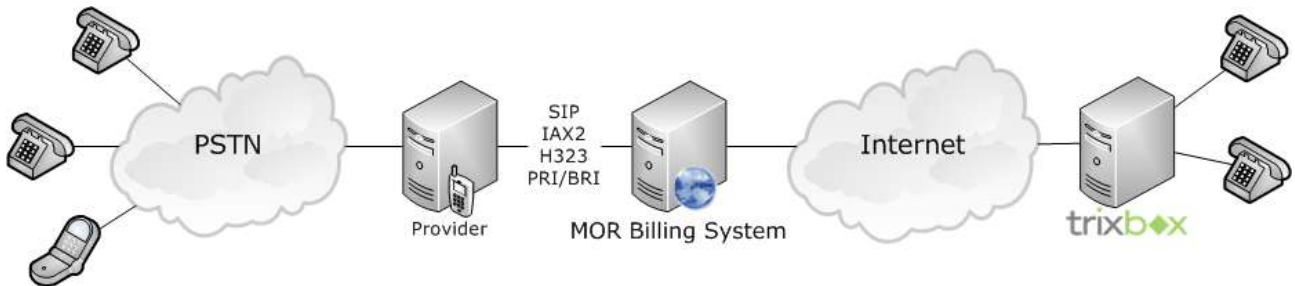 PSTN
Provider
SIP
IAX2
H323
PRI/BRI
MOR Billing System
Internet
trixbox